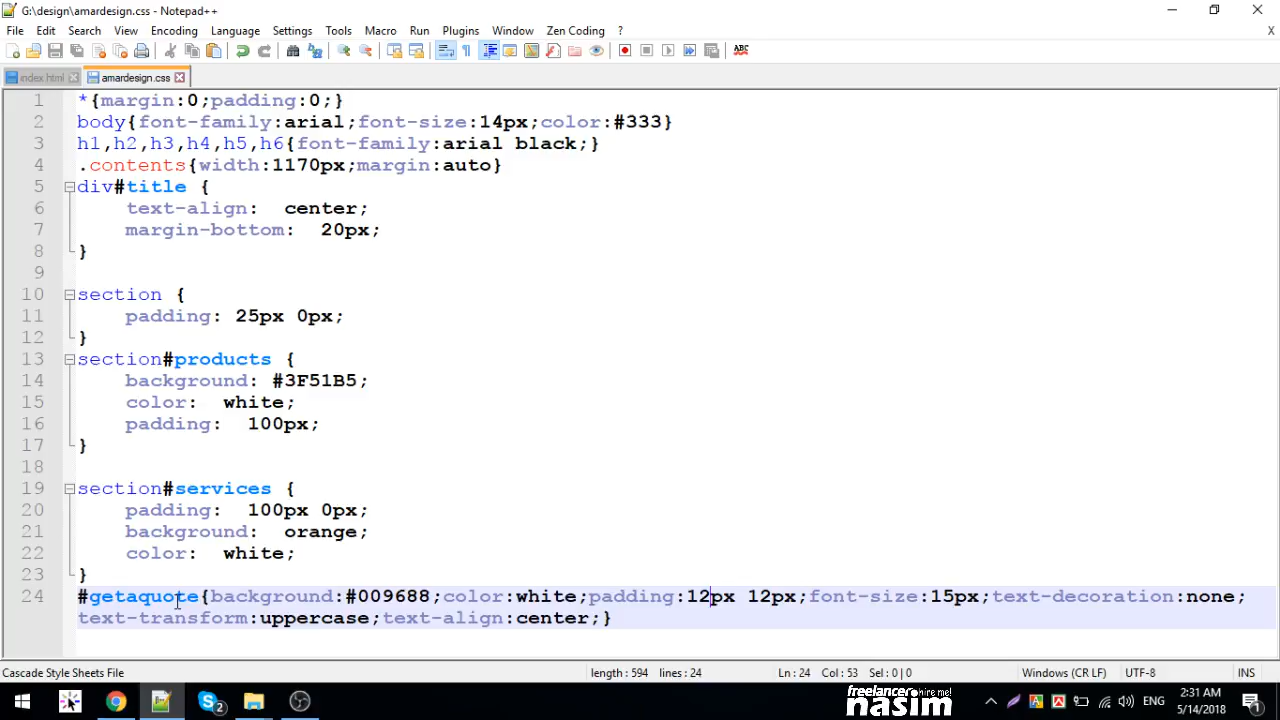 G:\design\amardesign.css - Notepad++
File Edit Search View Encoding Language Settings Tools Macro Run Plugins Window Zen Coding ? X
ABC
index.html amardesign.css
1 *{margin:0;padding:0;}
2 body{font-family:arial;font-size:14px;color:#333}
3 h1,h2,h3,h4,h5,h6{font-family:arial black;}
4 .contents{width:1170px;margin:auto}
5 div#title {
6 text-align: center;
7 margin-bottom: 20px;
8 }
9
10 section {
11 padding: 25px 0px;
12 }
13 section#products {
14 background: #3F51B5;
15 color: white;
16 padding: 100px;
17 }
18
19 section#services {
20 padding: 100px 0px;
21 background: orange;
22 color: white;
23 }
24 #getaquote{background:#009688;color:white;padding:12px 12px;font-size:15px;text-decoration:none;
text-transform:uppercase;text-align:center;}
Cascade Style Sheets File length : 594 lines : 24 Ln : 24 Col : 53 Sel : 0 | 0 Windows (CR LF) UTF-8 INS
2 freelancer hire me! nasim ENG 2:31 AM 5/14/2018 1